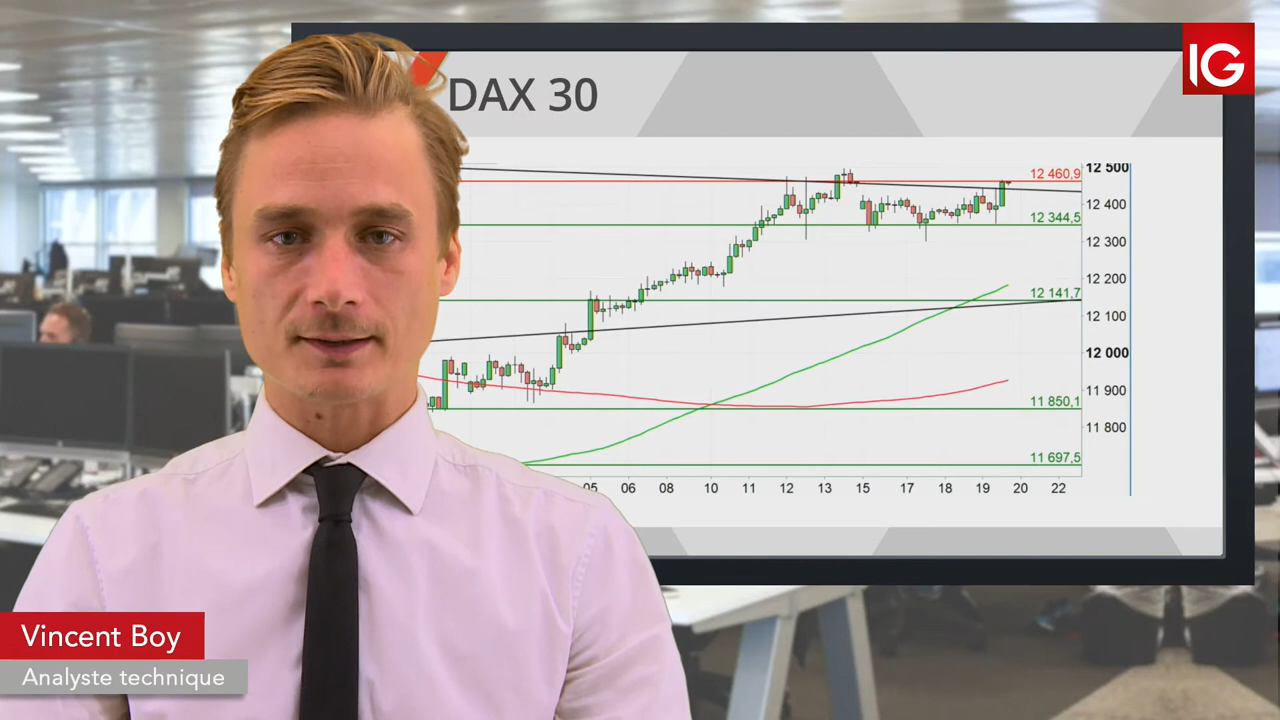 IG
DAX 30
12 500
12 460,9
12 400
12 344,5
12 300
12 200
12 141,7
12 100
12 000
11 900
11 850,1
11 800
11 697,5
05 06 08 10 11 12 13 15 17 18 19 20 22
Vincent Boy
Analyste technique